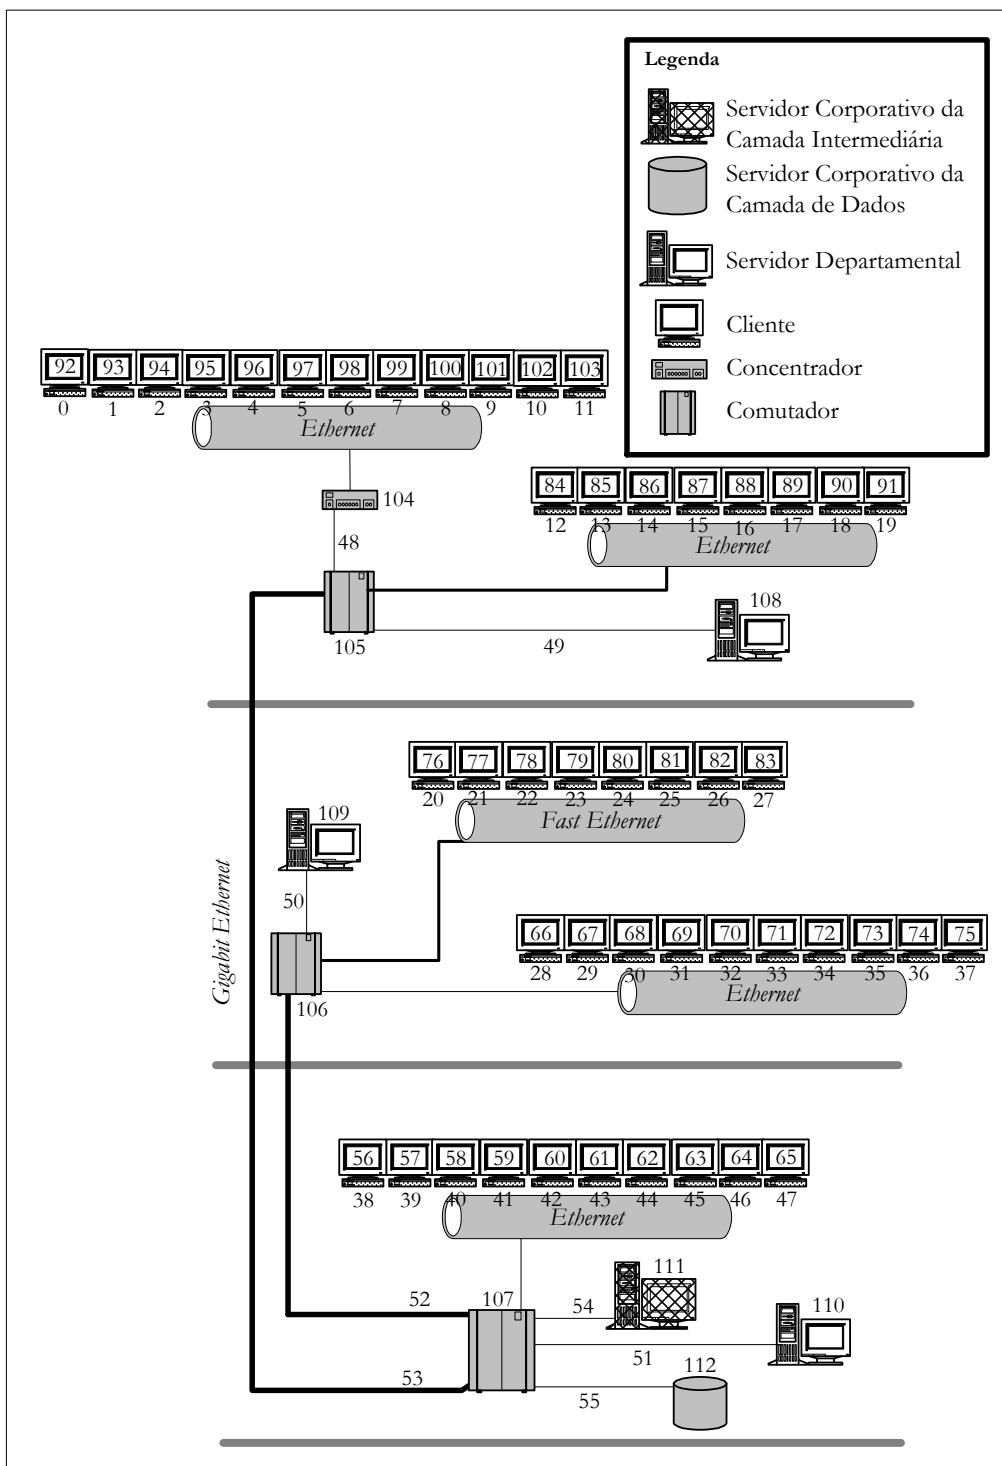 Legenda
Servidor Corporativo da
Camada Intermediária
Servidor Corporativo da
Camada de Dados
Servidor Departamental
Cliente
Concentrador
Comutador
92 93 94 95 96 97 98 99 100 101 102 103
0 1 2 3 4 5 6 7 8 9 10 11
Ethernet
104
48
84 85 86 87 88 89 90 91
12 13 14 15 16 17 18 19
Ethernet
105
49
108
76 77 78 79 80 81 82 83
20 21 22 23 24 25 26 27
Fast Ethernet
109
50
Gigabit Ethernet
66 67 68 69 70 71 72 73 74 75
28 29 30 31 32 33 34 35 36 37
Ethernet
106
56 57 58 59 60 61 62 63 64 65
38 39 40 41 42 43 44 45 46 47
Ethernet
111
52 107 54 110
51
53 55 112